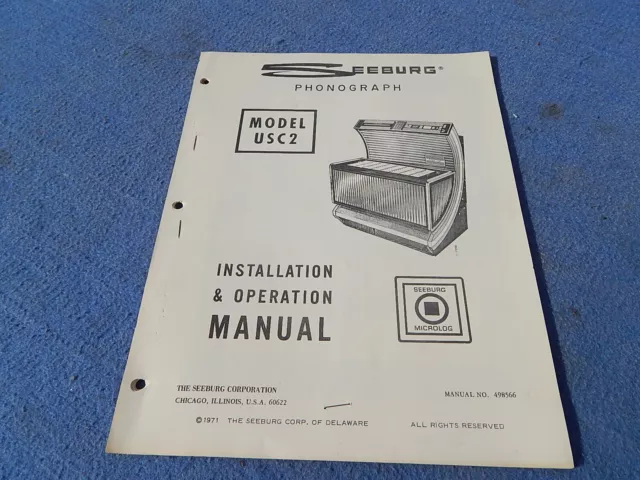 SEEBURG®
PHONOGRAPH
MODEL
USC2
INSTALLATION
& OPERATION
MANUAL
SEEBURG
MICROLOG
THE SEEBURG CORPORATION
CHICAGO, ILLINOIS, U.S.A. 60622
MANUAL NO. 498566
©1971 THE SEEBURG CORP. OF DELAWARE
ALL RIGHTS RESERVED